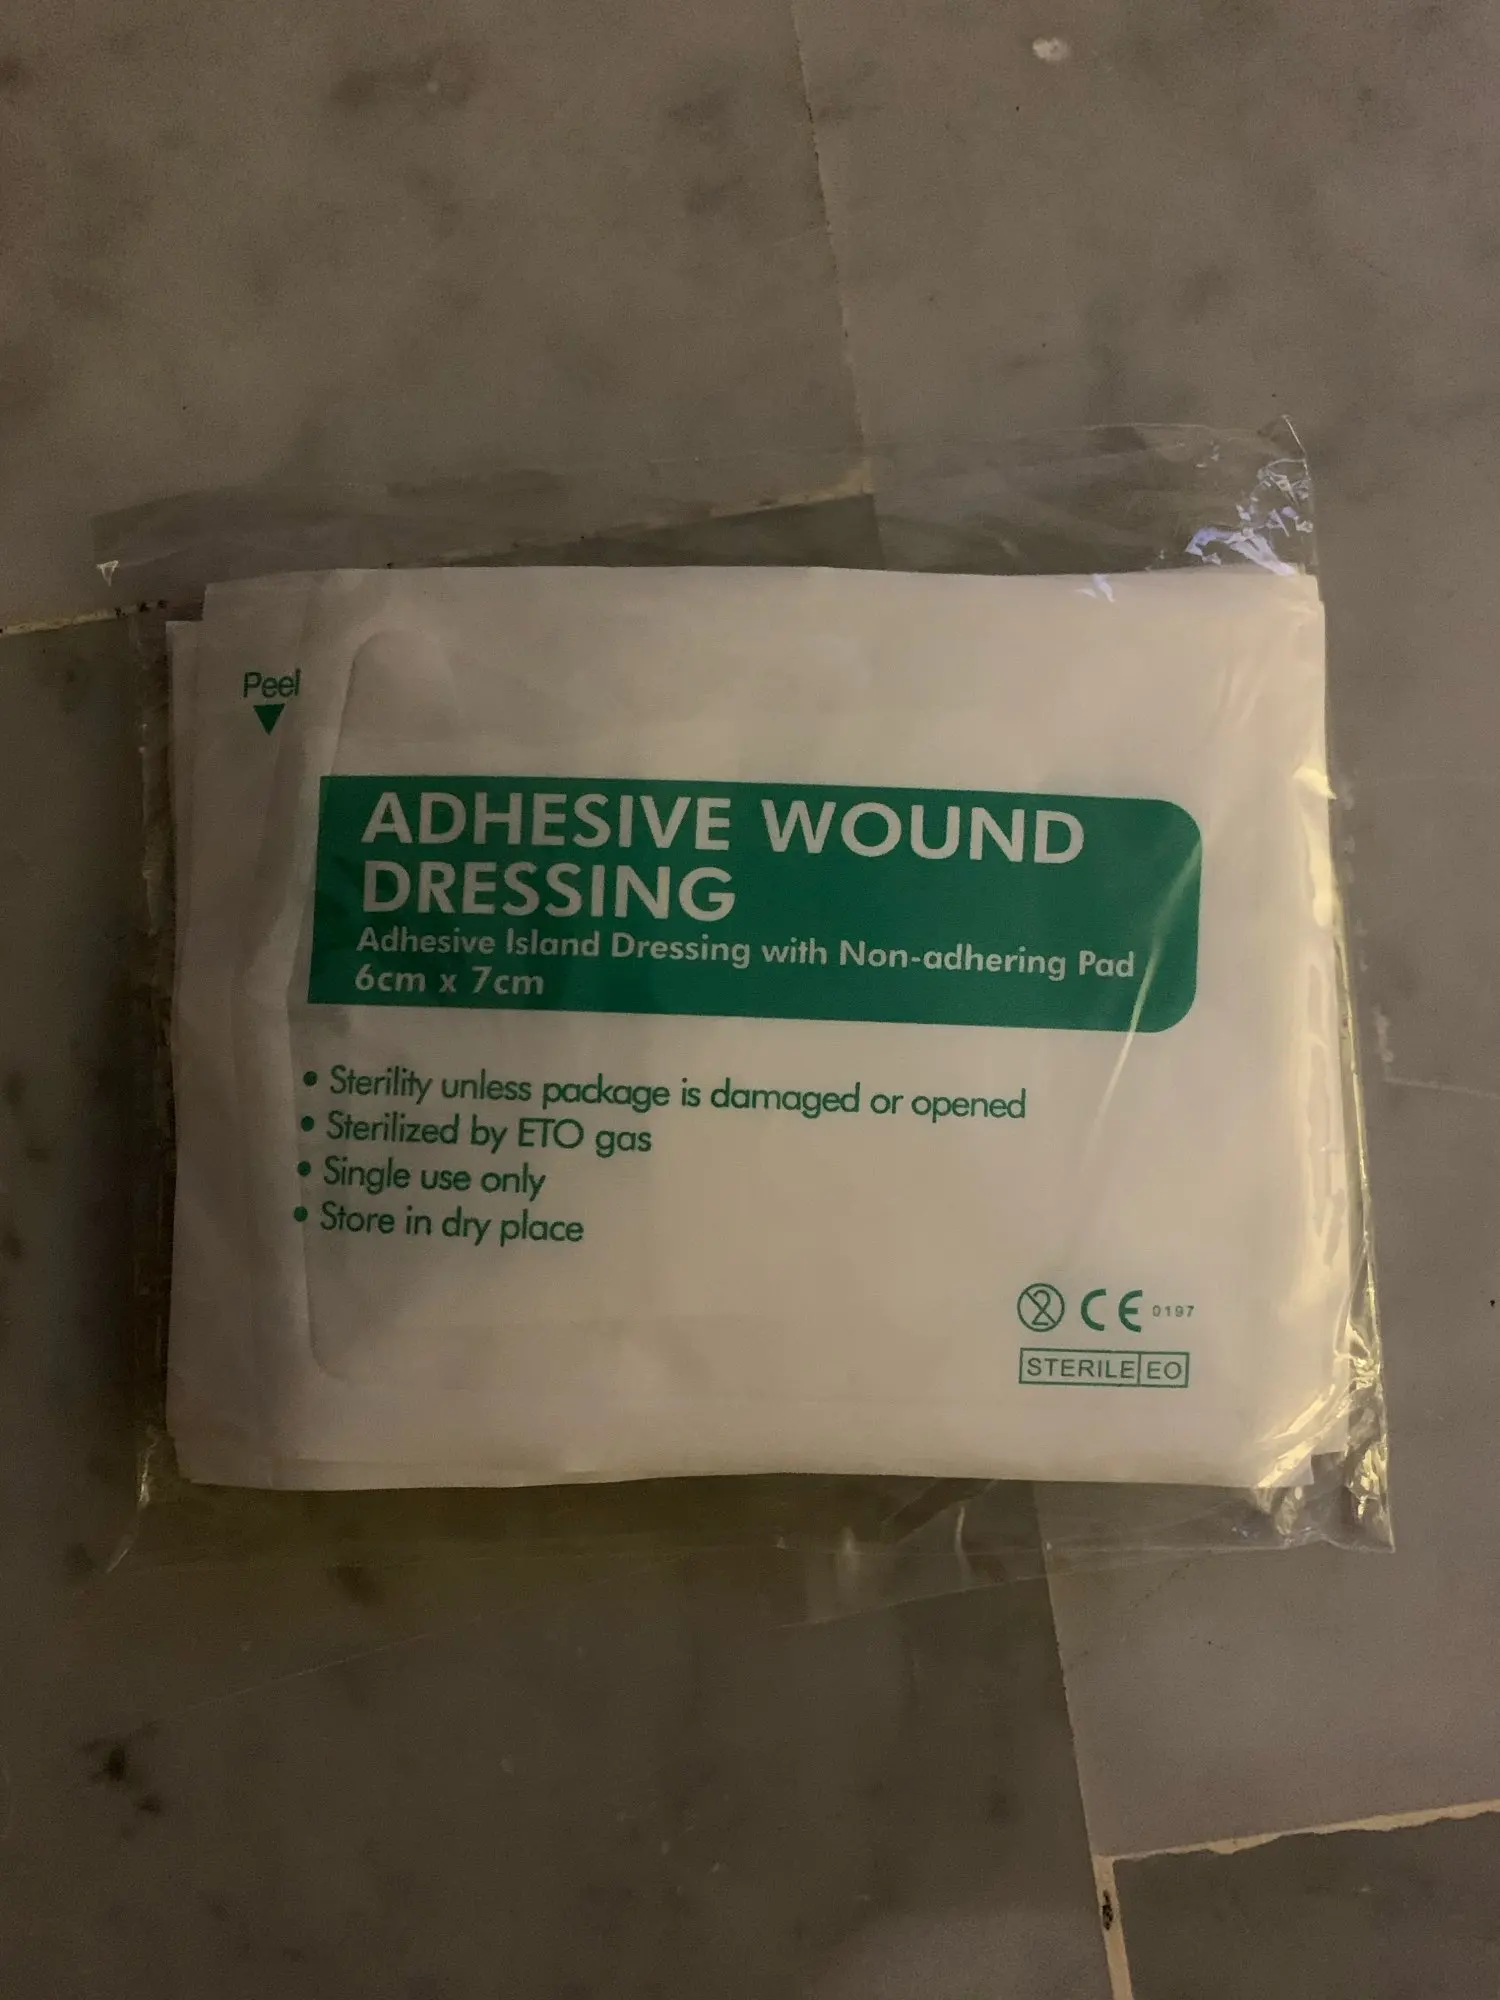 Peel
ADHESIVE WOUND
DRESSING
Adhesive Island Dressing with Non-adhering Pad
6cm x 7cm
• Sterility unless package is damaged or opened
• Sterilized by ETO gas
• Single use only
• Store in dry place
2 CE 0197
STERILE EO